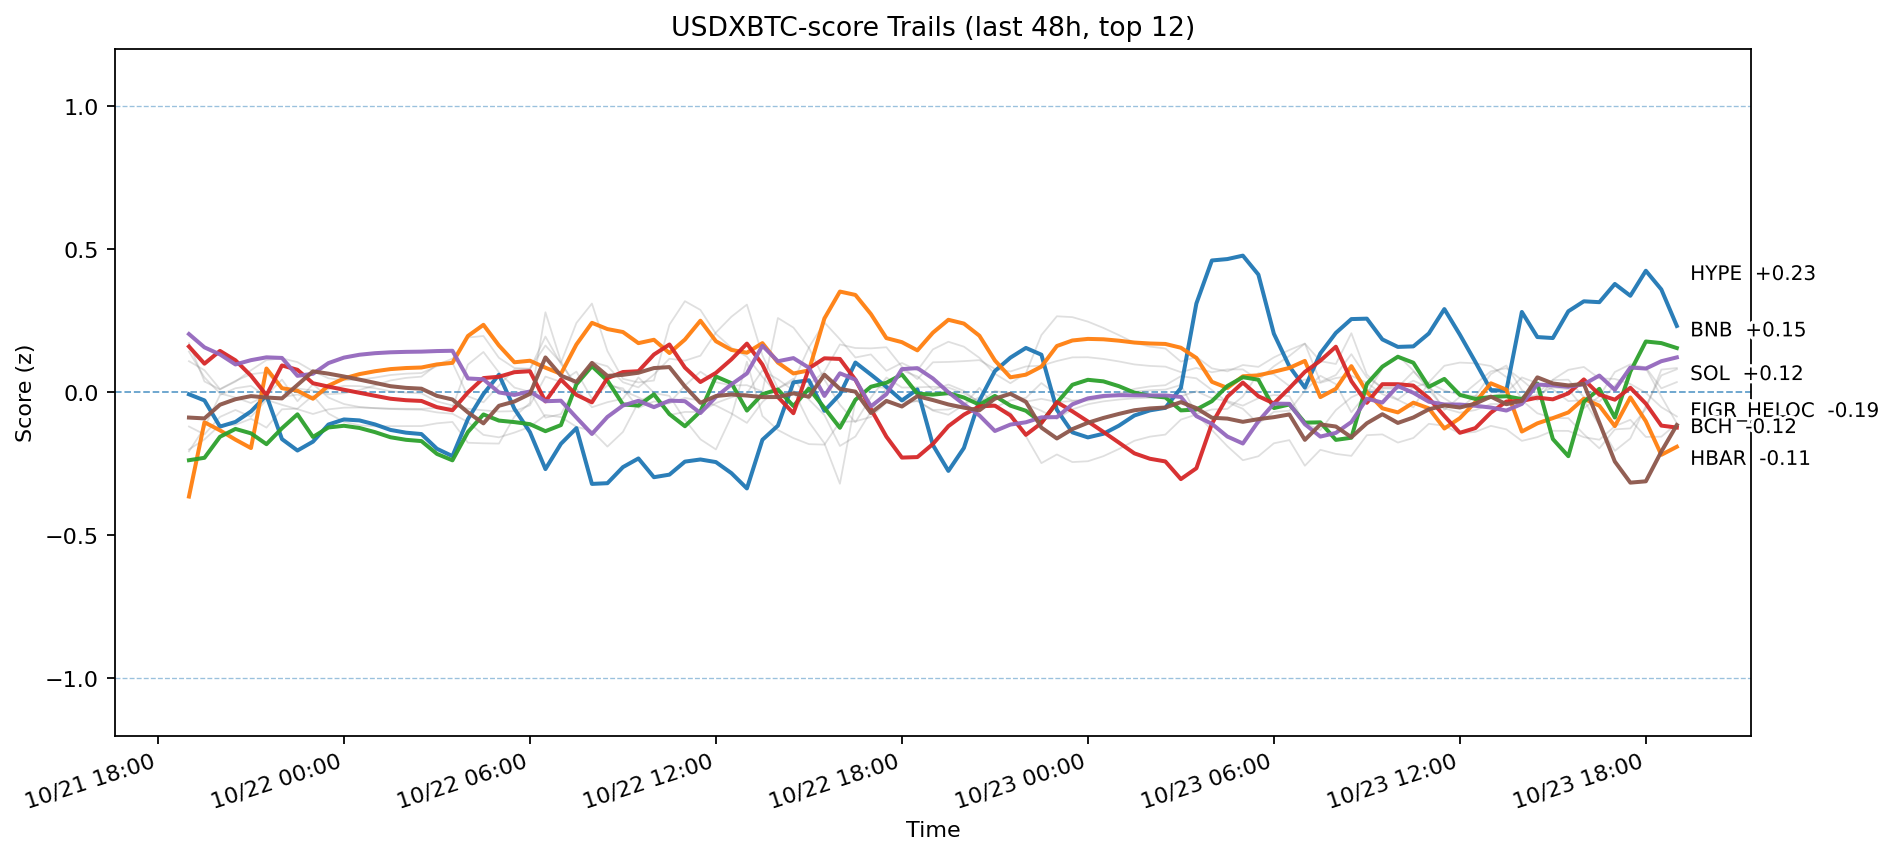 USDXBTC-score Trails (last 48h, top 12)
1.0
0.5
0.0
−0.5
−1.0
Score (z)
HYPE +0.23
BNB +0.15
SOL +0.12
FIGR_HELOC -0.19
BCH -0.12
HBAR -0.11
10/21 18:00
10/22 00:00
10/22 06:00
10/22 12:00
10/22 18:00
10/23 00:00
10/23 06:00
10/23 12:00
10/23 18:00
Time